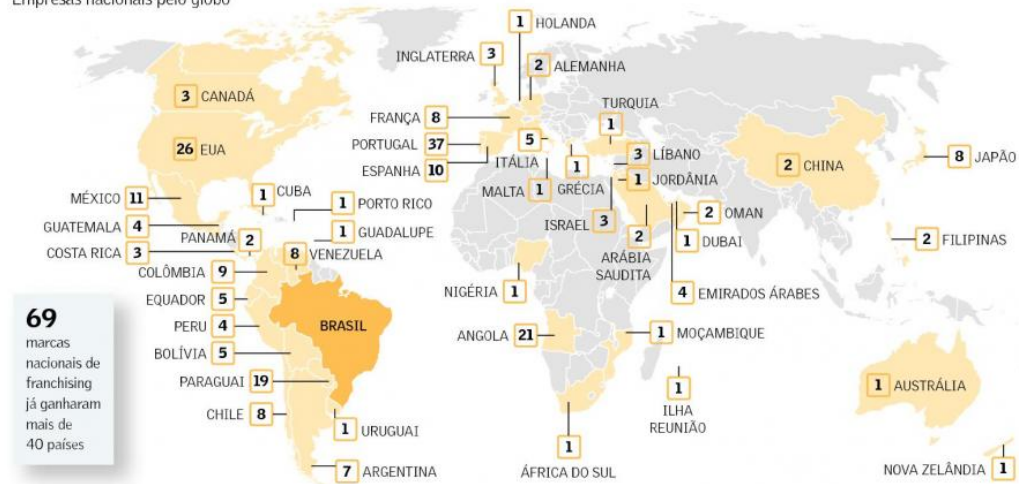 Empresas nacionais pelo globo
1 HOLANDA
INGLATERRA 3
2 ALEMANHA
3 CANADÁ
TURQUIA
1
FRANÇA 8
26 EUA
PORTUGAL 37
5
ITÁLIA
3 LÍBANO
ESPANHA 10
1
GRÉCIA
2 CHINA
8 JAPÃO
1 JORDÂNIA
MALTA 1
MÉXICO 11
1 CUBA
1 PORTO RICO
GUATEMALA 4
PANAMÁ 2
1 GUADALUPE
ISRAEL 3
2
ARÁBIA
SAUDITA
2 OMAN
1 DUBAI
2 FILIPINAS
COSTA RICA 3
8 VENEZUELA
COLÔMBIA 9
NIGÉRIA
1
4 EMIRADOS ÁRABES
EQUADOR 5
BRASIL
PERU 4
ANGOLA 21
1 MOÇAMBIQUE
BOLÍVIA 5
PARAGUAI 19
1
ILHA
REUNIÃO
1 AUSTRÁLIA
CHILE 8
1 URUGUAI
1
ÁFRICA DO SUL
7 ARGENTINA
NOVA ZELÂNDIA 1
69
marcas
nacionais de
franchising
já ganharam
mais de
40 países